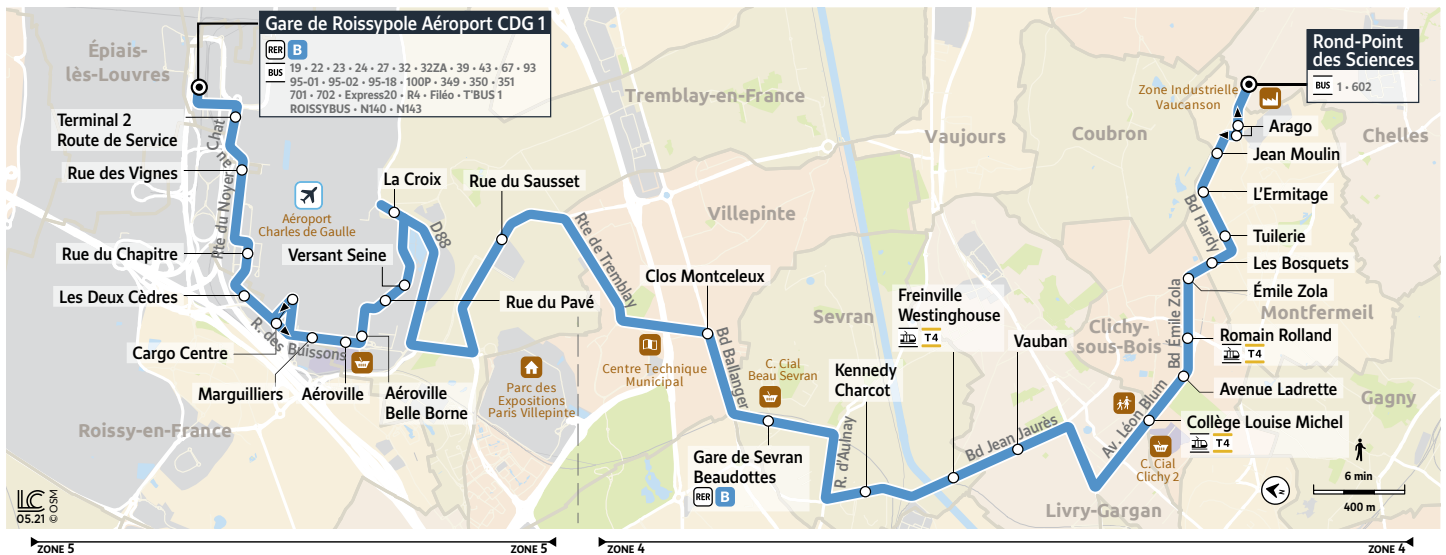 Gare de Roissypole Aéroport CDG 1
RER B
BUS 19 • 22 • 23 • 24 • 27 • 32 • 32ZA • 39 • 43 • 67 • 93
95-01 • 95-02 • 95-18 • 100P • 349 • 350 • 351
701 • 702 • Express20 • R4 • Filéo • T'BUS 1
ROISSYBUS • N140 • N143
Rond-Point
des Sciences
BUS 1 • 602
Épiais-
lès-Louvres
Terminal 2
Route de Service
Rue des Vignes
Rte du Noyer
Chat
Aéroport
Charles de Gaulle
Rue du Chapitre
Les Deux Cèdres
Cargo Centre
R. des Buissons
Marguilliers
Aéroville
Aéroville
Belle Borne
Rue du Pavé
Versant Seine
La Croix
D88
Rue du Sausset
Roissy-en-France
Parc des
Expositions
Paris Villepinte
Rte de Tremblay
Tremblay-en-France
Villepinte
Centre Technique
Municipal
Clos Montceleux
Bd Ballanger
C. Cial
Beau Sevran
Gare de Sevran
Beaudottes
RER B
R. d'Aulnay
Kennedy
Charcot
Sevran
Freinville
Westinghouse
T4
Bd Jean Jaurès
Vauban
Livry-Gargan
Vaujours
Coubron
Clichy-
sous-Bois
Av. Léon Blum
C. Cial
Clichy 2
Collège Louise Michel
T4
Avenue Ladrette
Romain Rolland
T4
Bd Émile Zola
Émile Zola
Les Bosquets
Tuilerie
Bd Hardy
L'Ermitage
Jean Moulin
Arago
Zone Industrielle
Vaucanson
Chelles
Montfermeil
Gagny
6 min
400 m
LC
05.21
© OSM
ZONE 5
ZONE 5
ZONE 4
ZONE 4